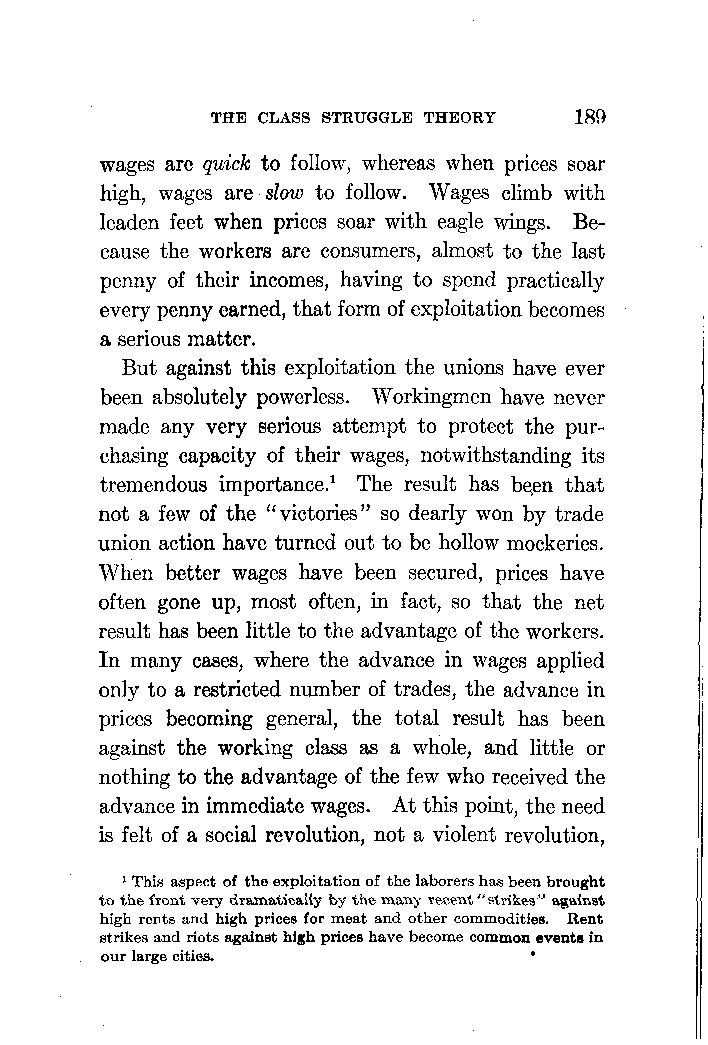 THE CLASS STRUGGLE THEORY 189
wages are quick to follow, whereas when prices soar
high, wages are slow to follow. Wages climb with
leaden feet when prices soar with eagle wings. Be-
cause the workers are consumers, almost to the last
penny of their incomes, having to spend practically
every penny earned, that form of exploitation becomes
a serious matter.
But against this exploitation the unions have ever
been absolutely powerless. Workingmen have never
made any very serious attempt to protect the pur-
chasing capacity of their wages, notwithstanding its
tremendous importance.¹ The result has been that
not a few of the "victories" so dearly won by trade
union action have turned out to be hollow mockeries.
When better wages have been secured, prices have
often gone up, most often, in fact, so that the net
result has been little to the advantage of the workers.
In many cases, where the advance in wages applied
only to a restricted number of trades, the advance in
prices becoming general, the total result has been
against the working class as a whole, and little or
nothing to the advantage of the few who received the
advance in immediate wages. At this point, the need
is felt of a social revolution, not a violent revolution,
¹ This aspect of the exploitation of the laborers has been brought
to the front very dramatically by the many recent "strikes" against
high rents and high prices for meat and other commodities. Rent
strikes and riots against high prices have become common events in
our large cities.